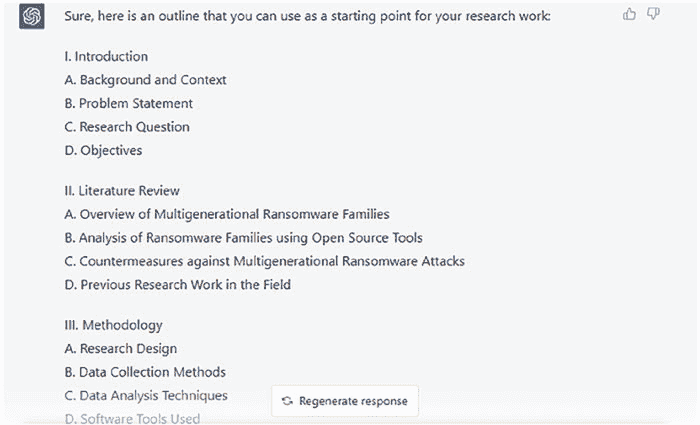 Sure, here is an outline that you can use as a starting point for your research work:
I. Introduction
A. Background and Context
B. Problem Statement
C. Research Question
D. Objectives
II. Literature Review
A. Overview of Multigenerational Ransomware Families
B. Analysis of Ransomware Families using Open Source Tools
C. Countermeasures against Multigenerational Ransomware Attacks
D. Previous Research Work in the Field
III. Methodology
A. Research Design
B. Data Collection Methods
C. Data Analysis Techniques
Regenerate response
D. Software Tools Used